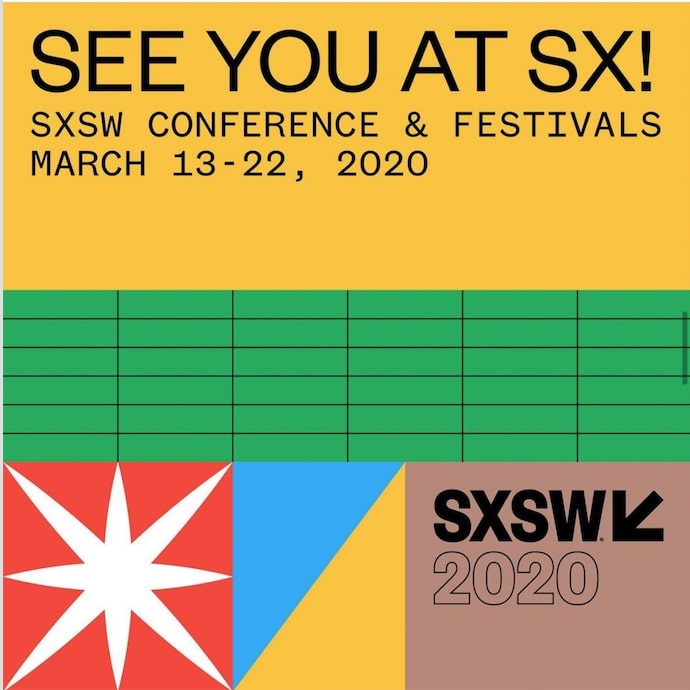 SEE YOU AT SX!
SXSW CONFERENCE & FESTIVALS
MARCH 13-22, 2020
SXSW.
2020